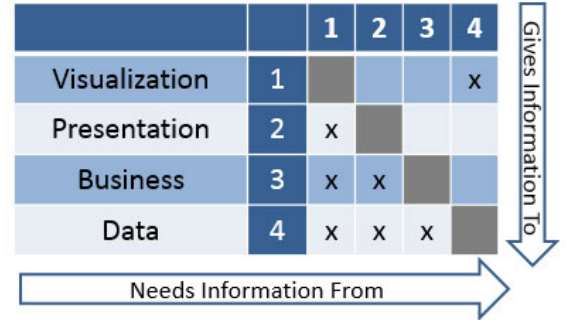 1 2 3 4
Visualization 1 x
Presentation 2 x
Business 3 x x
Data 4 x x x
Gives Information To
Needs Information From